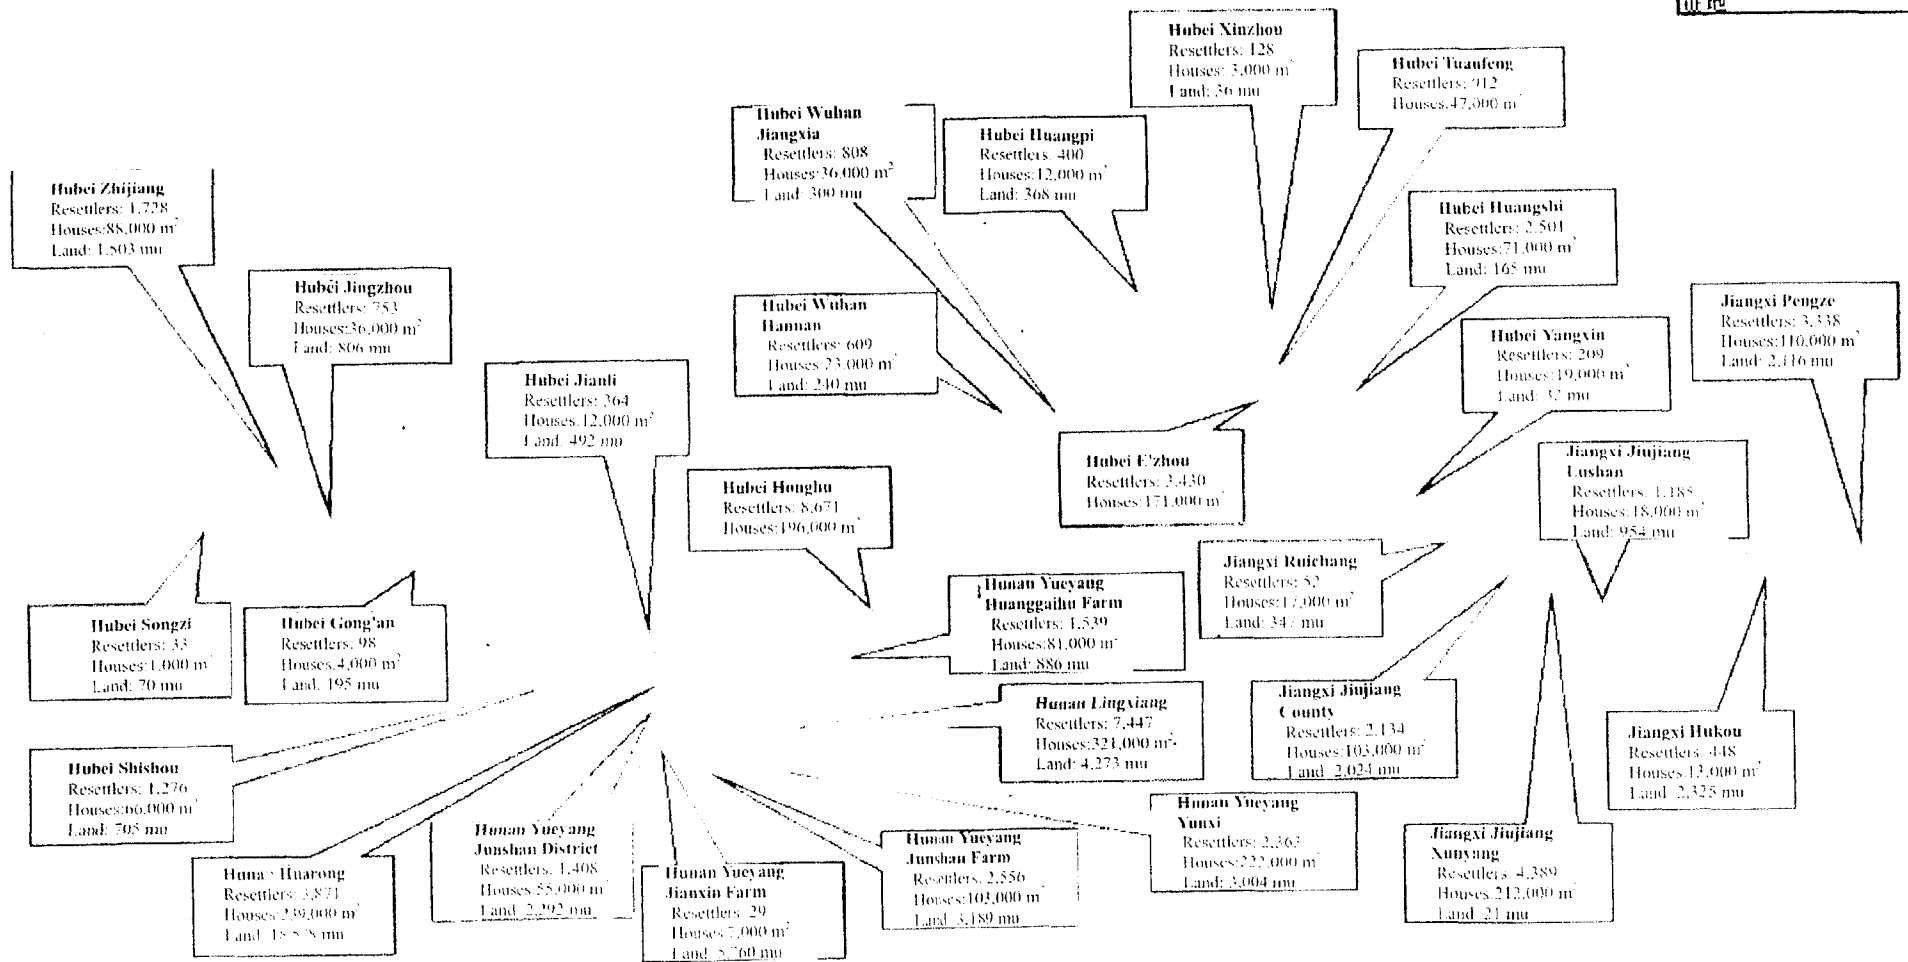 Hubei Xinzhou
Resettlers: 128
Houses: 3,000 m²
Land: 36 mu
Hubei Tuanfeng
Resettlers: 912
Houses:47,000 m²
Hubei Wuhan
Jiangxia
Resettlers: 808
Houses:36,000 m²
Land: 300 mu
Hubei Huangpi
Resettlers. 400
Houses:12,000 m²
Land: 368 mu
Hubei Zhijiang
Resettlers: 1,728
Houses:88,000 m²
Land: 1,503 mu
Hubei Huangshi
Resettlers: 2,501
Houses:71,000 m²
Land: 165 mu
Hubei Jingzhou
Resettlers: 753
Houses:36,000 m²
Land: 806 mu
Hubei Wuhan
Hannan
Resettlers: 609
Houses:23,000 m²
Land: 240 mu
Jiangxi Pengze
Resettlers: 3,338
Houses:110,000 m²
Land: 2,116 mu
Hubei Yangxin
Resettlers: 209
Houses:19,000 m²
Land: 32 mu
Hubei Jianli
Resettlers: 364
Houses:12,000 m²
Land: 492 mu
Hubei E'zhou
Resettlers: 3,430
Houses:171,000 m²
Jiangxi Jiujiang
Lushan
Resettlers. 1,185
Houses:18,000 m²
Land: 954 mu
Hubei Honghu
Resettlers: 8,671
Houses:196,000 m²
Jiangxi Ruichang
Resettlers: 52
Houses:17,000 m²
Land: 347 mu
Hunan Yueyang
Huanggaihu Farm
Resettlers: 1,539
Houses:81,000 m²
Land: 886 mu
Hubei Songzi
Resettlers: 33
Houses:1,000 m²
Land: 70 mu
Hubei Gong'an
Resettlers: 98
Houses.4,000 m²
Land. 195 mu
Hunan Lingxiang
Resettlers: 7,447
Houses:321,000 m²
Land: 4,273 mu
Jiangxi Jiujiang
County
Resettlers: 2,134
Houses:103,000 m²
Land 2,024 mu
Jiangxi Hukou
Resettlers. 448
Houses.13,000 m²
Land: 2,325 mu
Hubei Shishou
Resettlers: 1,276
Houses:66,000 m²
Land: 705 mu
Hunan Yueyang
Yunxi
Resettlers: 2,363
Houses:222,000 m²
Land: 3,004 mu
Hunan Yueyang
Junshan District
Resettlers. 1,408
Houses:55,000 m²
Land: 2,292 mu
Hunan Yueyang
Junshan Farm
Resettlers. 2,556
Houses:103,000 m²
Land: 3,189 mu
Jiangxi Jiujiang
Xunyang
Resettlers: 4,389
Houses:212,000 m²
Land: 21 mu
Huarong
Resettlers: 3,871
Houses:239,000 m²
Land: mu
Hunan Yueyang
Jianxin Farm
Resettlers: 29
Houses:7,000 m²
Land: 5,760 mu